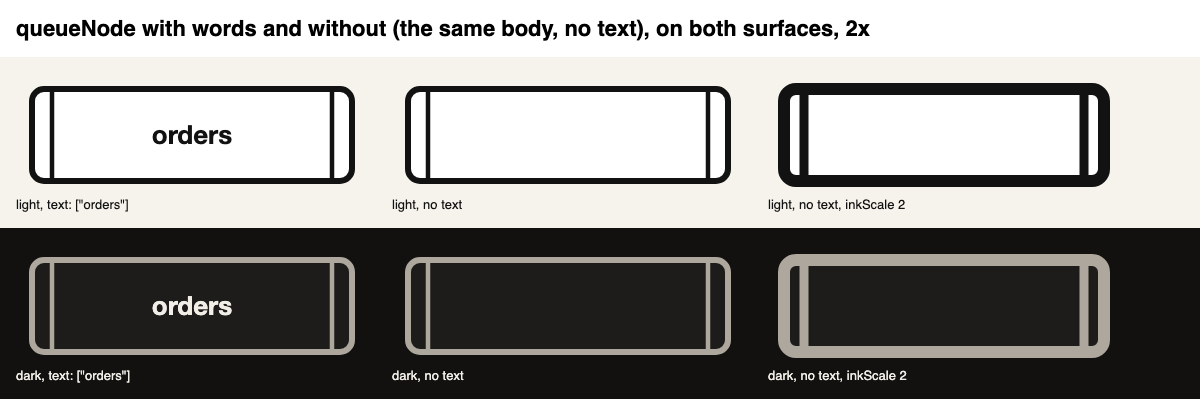 queueNode with words and without (the same body, no text), on both surfaces, 2x
orders
light, text: ["orders"]
light, no text
light, no text, inkScale 2
orders
dark, text: ["orders"]
dark, no text
dark, no text, inkScale 2